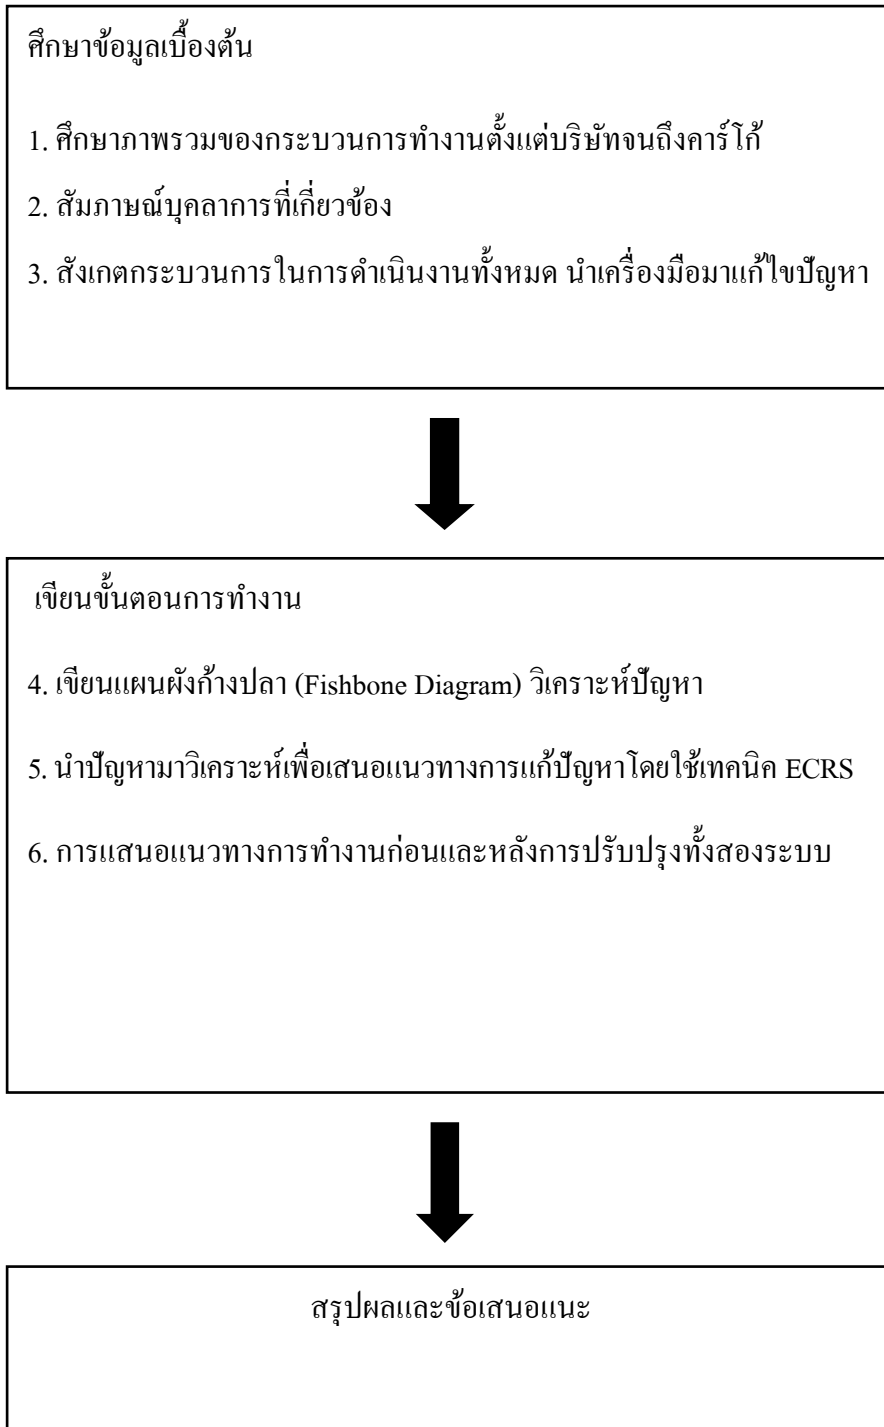 ศึกษาข้อมูลเบื้องต้น
1. ศึกษาภาพรวมของกระบวนการทำงานตั้งแต่บริษัทจนถึงคาร์โก้
2. สัมภาษณ์บุคลาการที่เกี่ยวข้อง
3. สังเกตกระบวนการในการดำเนินงานทั้งหมด นำเครื่องมือมาแก้ไขปัญหา
เขียนขั้นตอนการทำงาน
4. เขียนแผนผังก้างปลา (Fishbone Diagram) วิเคราะห์ปัญหา
5. นำปัญหามาวิเคราะห์เพื่อเสนอแนวทางการแก้ปัญหาโดยใช้เทคนิค ECRS
6. การแสนอแนวทางการทำงานก่อนและหลังการปรับปรุงทั้งสองระบบ
สรุปผลและข้อเสนอแนะ